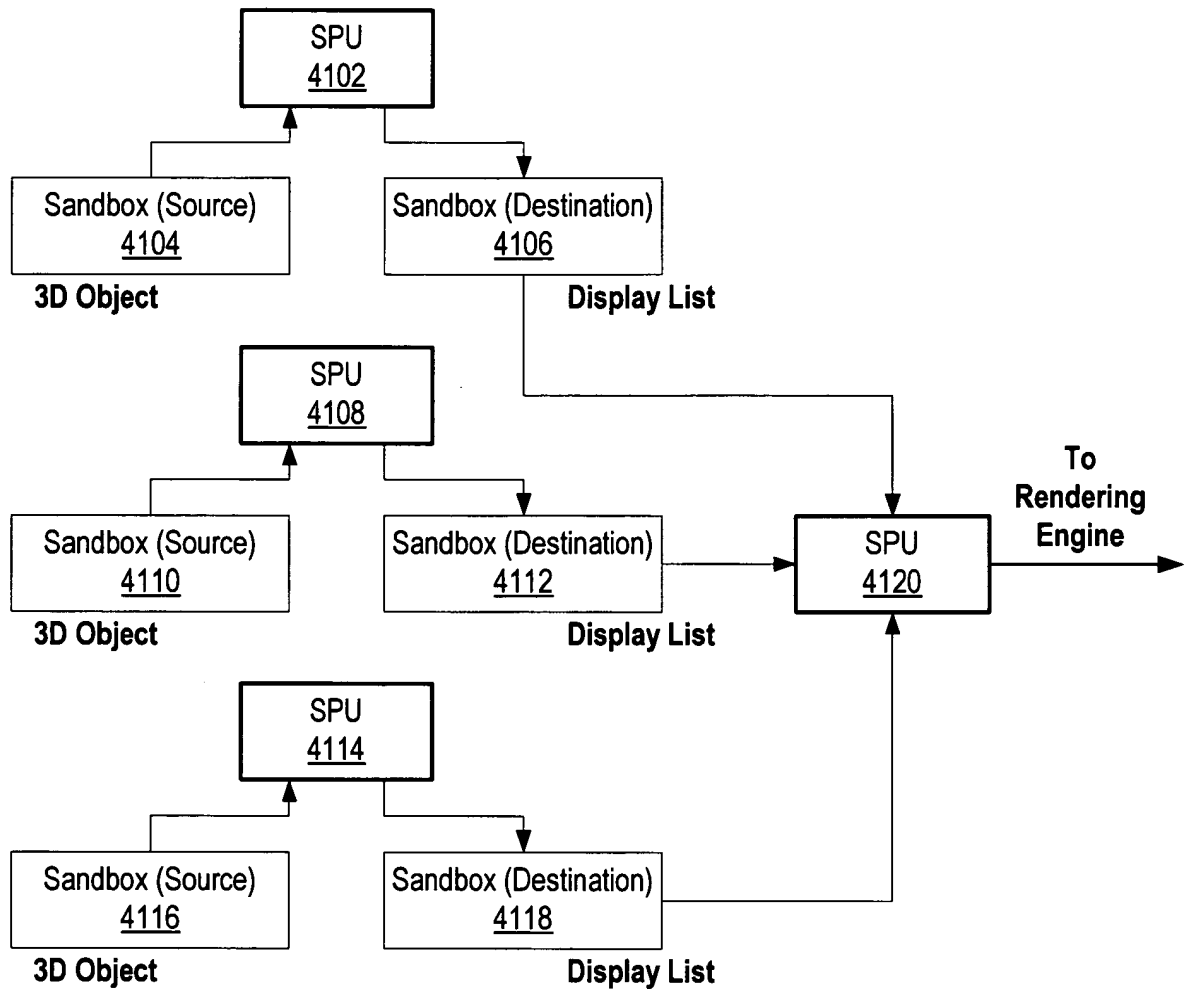 SPU
4102
Sandbox (Source)
4104
3D Object
Sandbox (Destination)
4106
Display List
SPU
4108
Sandbox (Source)
4110
3D Object
Sandbox (Destination)
4112
Display List
SPU
4114
Sandbox (Source)
4116
3D Object
Sandbox (Destination)
4118
Display List
SPU
4120
To
Rendering
Engine